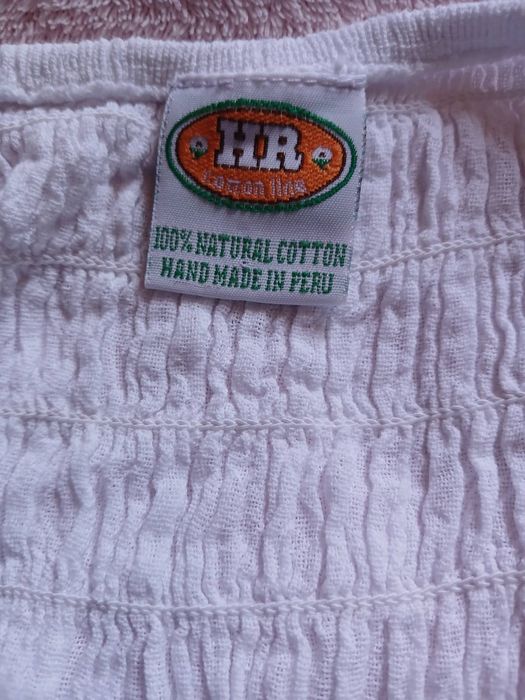 HR
100% NATURAL COTTON
HAND MADE IN PERU